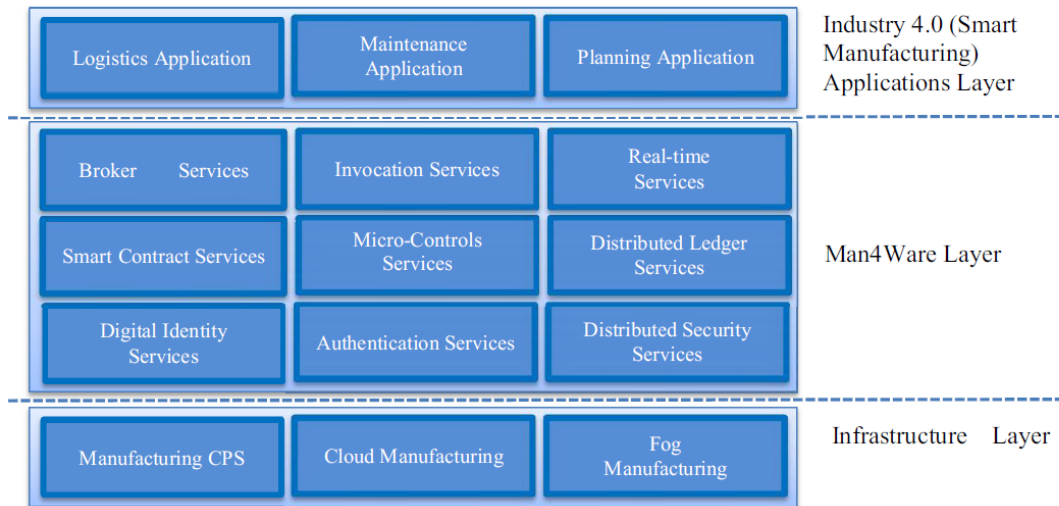 Logistics Application
Maintenance
Application
Planning Application
Industry 4.0 (Smart
Manufacturing)
Applications Layer
Broker Services
Invocation Services
Real-time
Services
Smart Contract Services
Micro-Controls
Services
Distributed Ledger
Services
Man4Ware Layer
Digital Identity
Services
Authentication Services
Distributed Security
Services
Manufacturing CPS
Cloud Manufacturing
Fog
Manufacturing
Infrastructure Layer